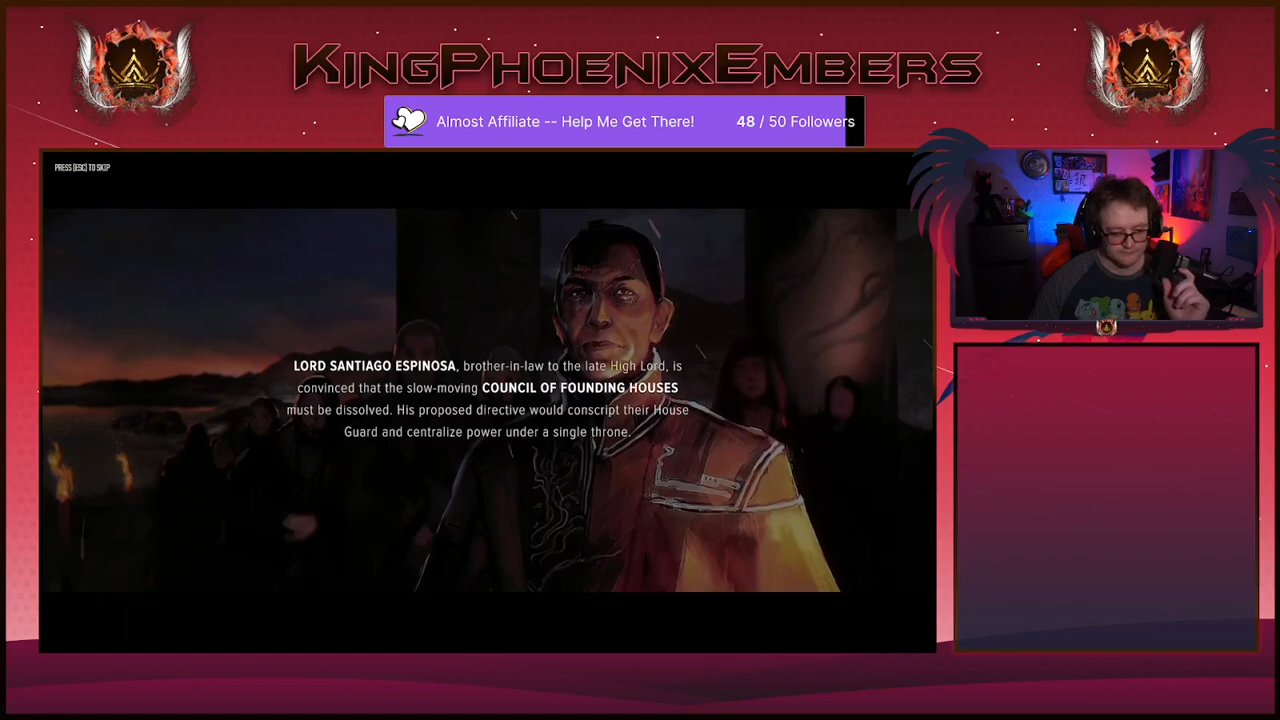 KingPhoenixEmbers
Almost Affiliate -- Help Me Get There! 48 / 50 Followers
PRESS [ESC] TO SKIP
LORD SANTIAGO ESPINOSA, brother-in-law to the late High Lord, is
convinced that the slow-moving COUNCIL OF FOUNDING HOUSES
must be dissolved. His proposed directive would conscript their House
Guard and centralize power under a single throne.